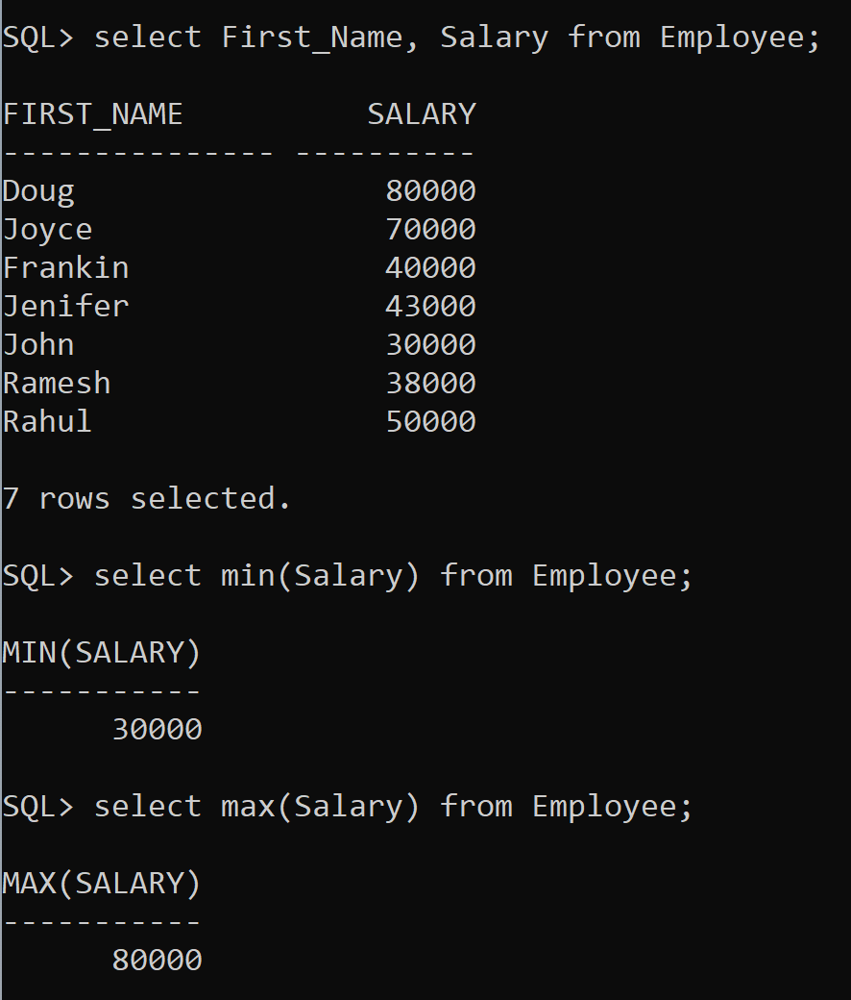 SQL> select First_Name, Salary from Employee;
FIRST_NAME          SALARY
--------------- ----------
Doug                 80000
Joyce                70000
Frankin              40000
Jenifer              43000
John                 30000
Ramesh               38000
Rahul                50000
7 rows selected.
SQL> select min(Salary) from Employee;
MIN(SALARY)
-----------
      30000
SQL> select max(Salary) from Employee;
MAX(SALARY)
-----------
      80000